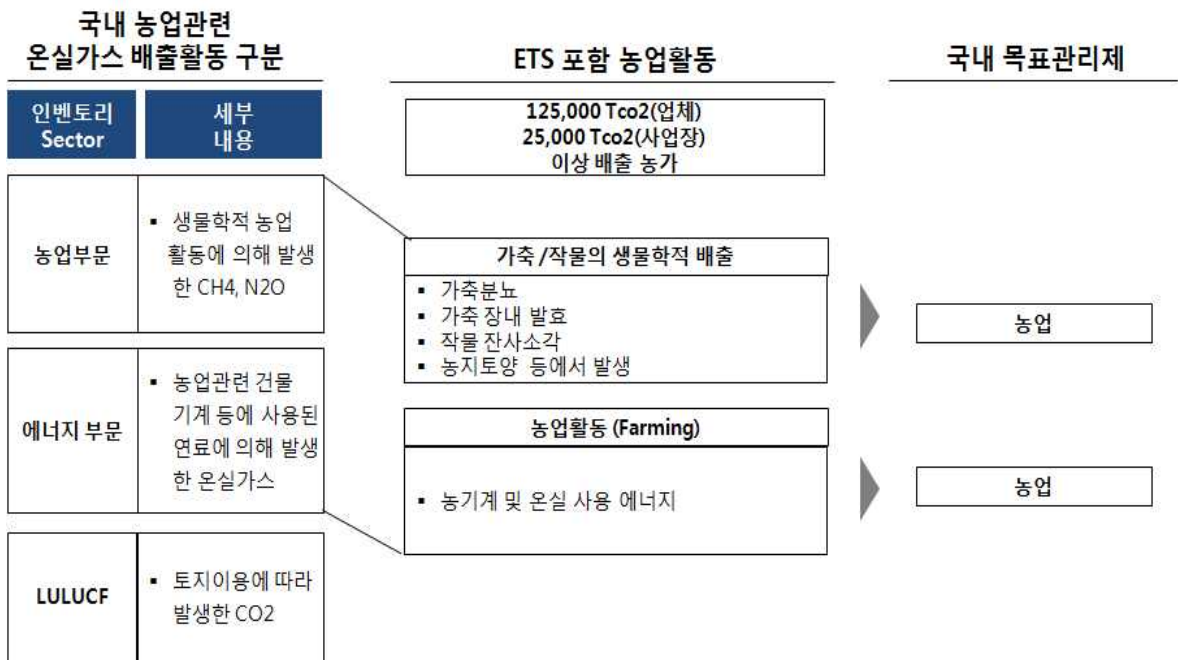 국내 농업관련
온실가스 배출활동 구분
인벤토리
Sector
세부
내용
농업부문
▪ 생물학적 농업
활동에 의해 발생
한 CH4, N2O
에너지 부문
▪ 농업관련 건물
기계 등에 사용된
연료에 의해 발생
한 온실가스
LULUCF
▪ 토지이용에 따라
발생한 CO2
ETS 포함 농업활동
125,000 Tco2(업체)
25,000 Tco2(사업장)
이상 배출 농가
가축 /작물의 생물학적 배출
▪ 가축분뇨
▪ 가축 장내 발효
▪ 작물 잔사소각
▪ 농지토양 등에서 발생
농업활동 (Farming)
▪ 농기계 및 온실 사용 에너지
국내 목표관리제
농업
농업